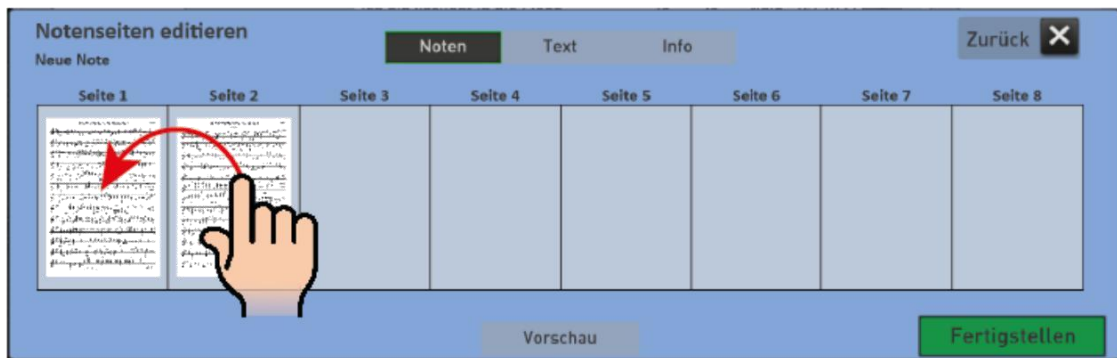 Notenseiten editieren
Neue Note
Noten Text Info
Zurück
Seite 1 Seite 2 Seite 3 Seite 4 Seite 5 Seite 6 Seite 7 Seite 8
Vorschau
Fertigstellen